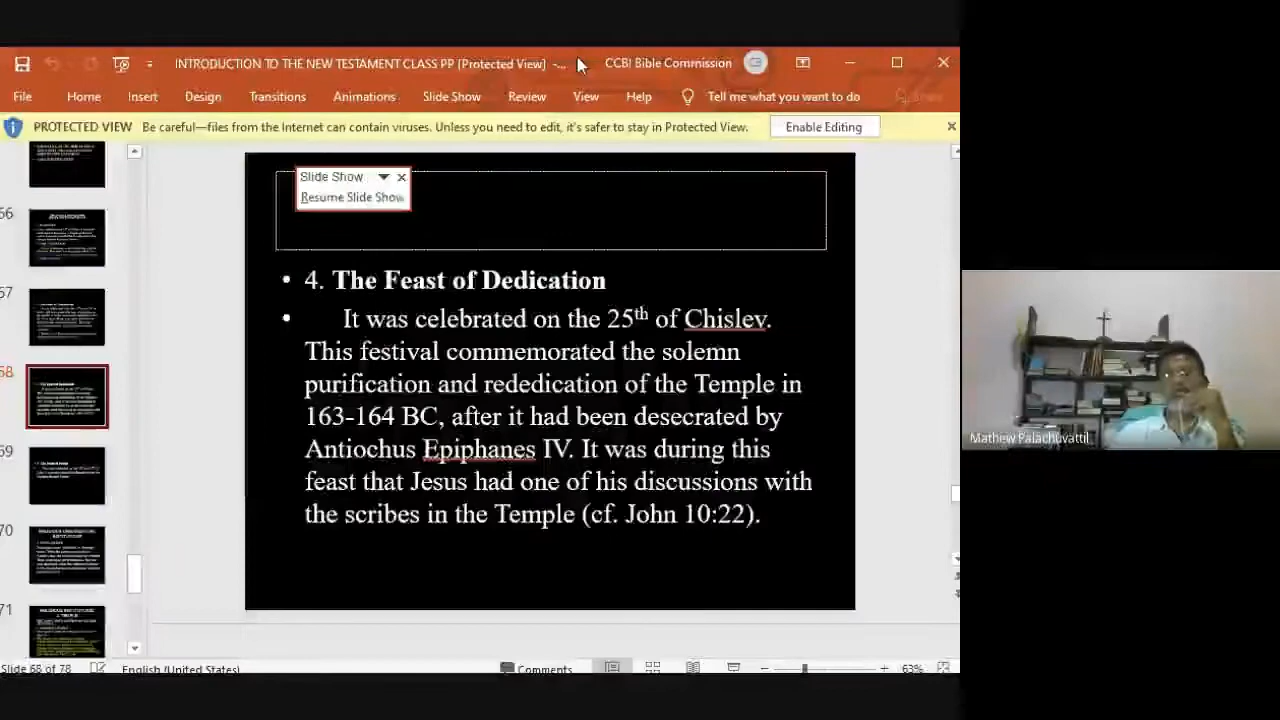 INTRODUCTION TO THE NEW TESTAMENT CLASS PP [Protected View] -... CCBI Bible Commission
File Home Insert Design Transitions Animations Slide Show Review View Help Tell me what you want to do
PROTECTED VIEW Be careful—files from the Internet can contain viruses. Unless you need to edit, it's safer to stay in Protected View. Enable Editing
Slide Show
Resume Slide Show
• 4. The Feast of Dedication
• It was celebrated on the 25th of Chislev.
This festival commemorated the solemn
purification and rededication of the Temple in
163-164 BC, after it had been desecrated by
Antiochus Epiphanes IV. It was during this
feast that Jesus had one of his discussions with
the scribes in the Temple (cf. John 10:22).
66
67
68
69
70
71
Mathew Palachuvattil
Slide 68 of 78 English (United States) Comments 63%